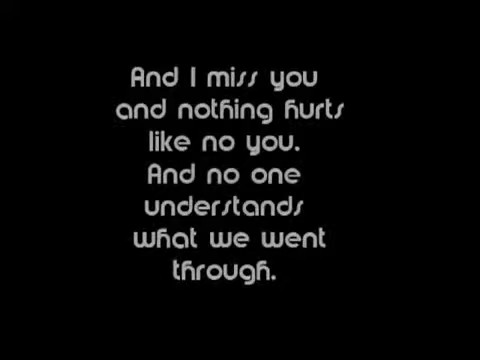 And I miss you
and nothing hurts
like no you.
And no one
understands
what we went
through.